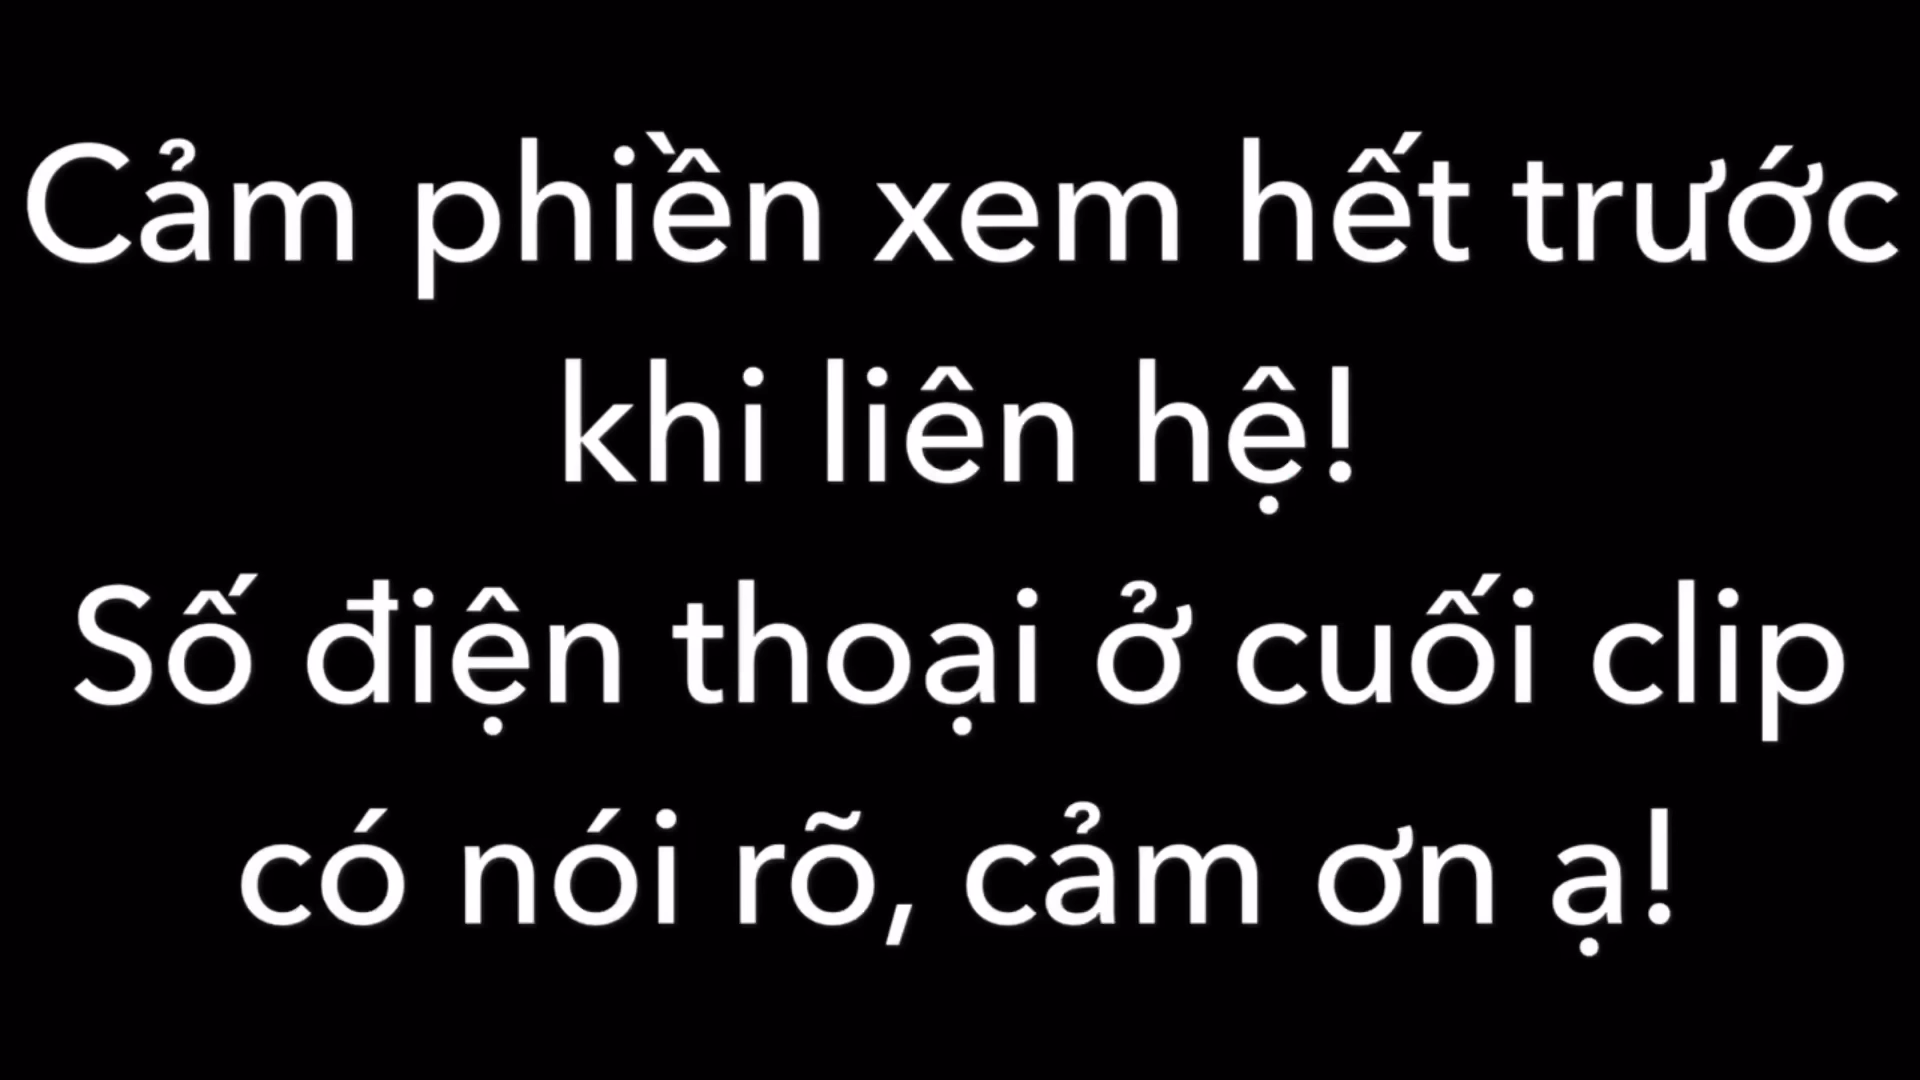 Cảm phiền xem hết trước
khi liên hệ!
Số điện thoại ở cuối clip
có nói rõ, cảm ơn ạ!